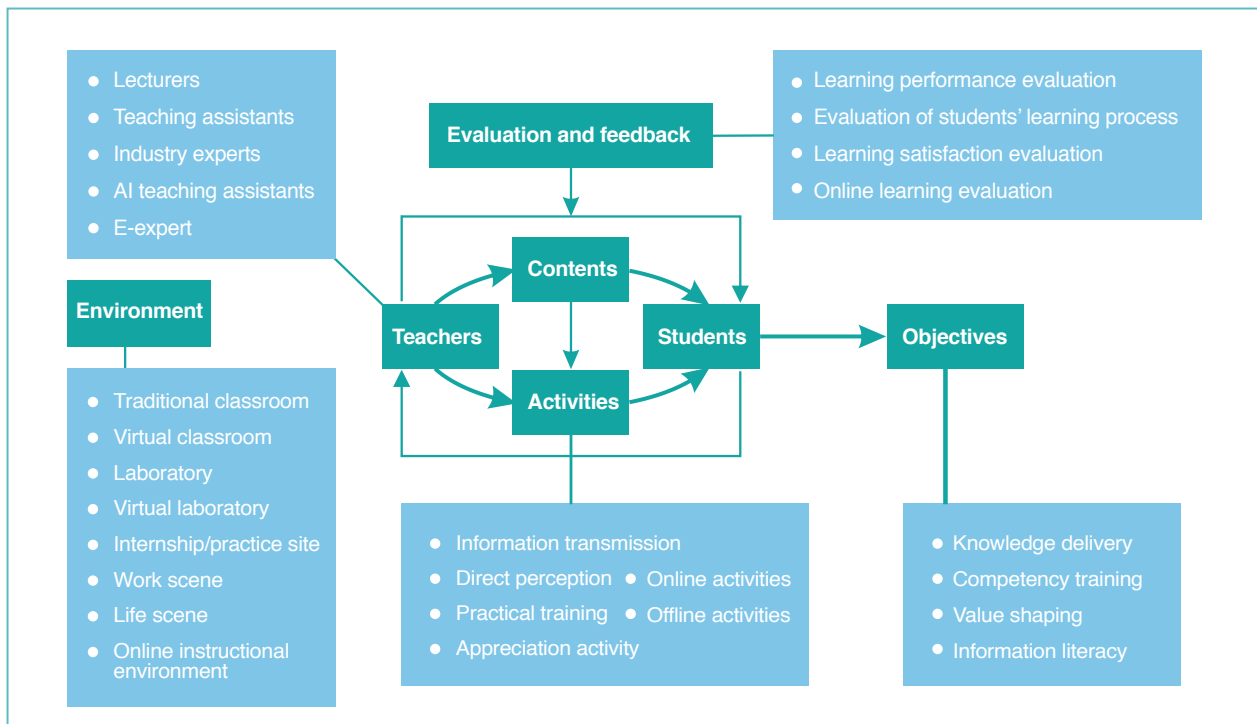 Lecturers
Teaching assistants
Industry experts
AI teaching assistants
E-expert
Evaluation and feedback
Learning performance evaluation
Evaluation of students' learning process
Learning satisfaction evaluation
Online learning evaluation
Environment
Contents
Teachers
Students
Objectives
Activities
Traditional classroom
Virtual classroom
Laboratory
Virtual laboratory
Internship/practice site
Work scene
Life scene
Online instructional
environment
Information transmission
Direct perception
Online activities
Practical training
Offline activities
Appreciation activity
Knowledge delivery
Competency training
Value shaping
Information literacy